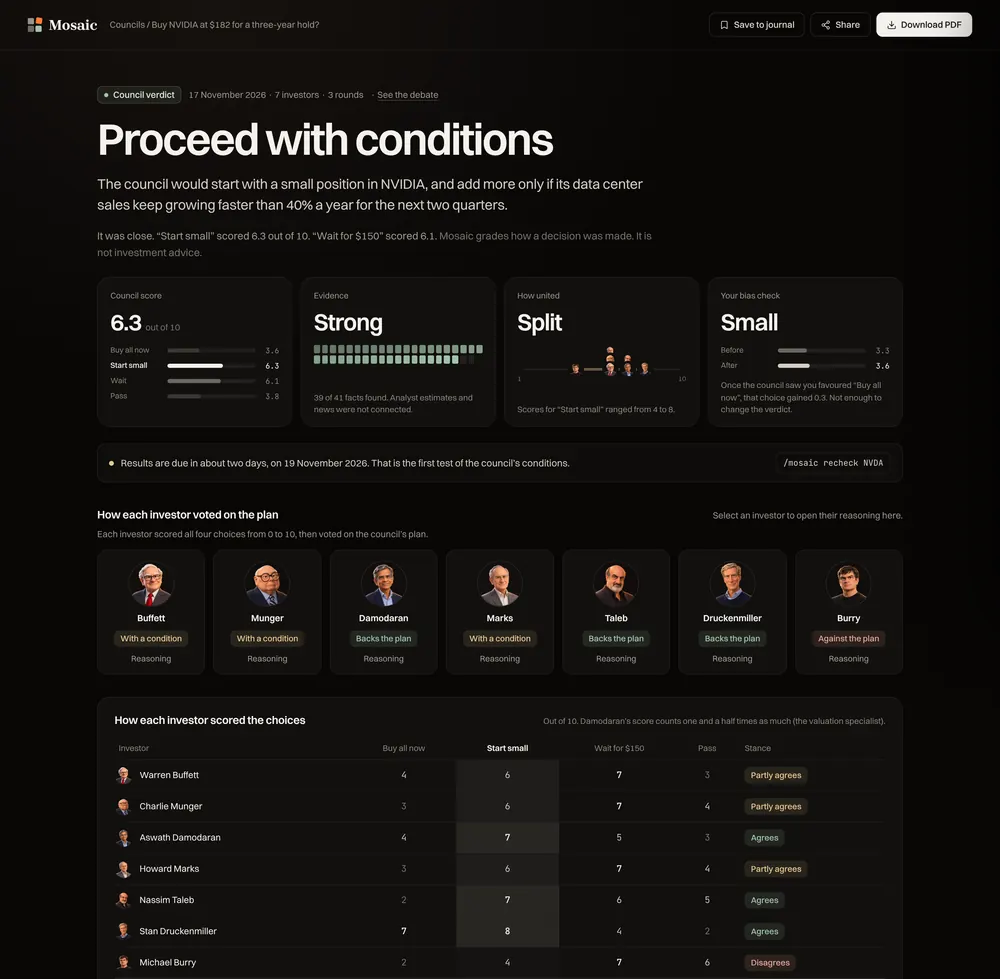 Mosaic Councils / Buy NVIDIA at $182 for a three-year hold? Save to journal Share Download PDF
Council verdict 17 November 2026 · 7 investors · 3 rounds · See the debate
Proceed with conditions
The council would start with a small position in NVIDIA, and add more only if its data center
sales keep growing faster than 40% a year for the next two quarters.
It was close. “Start small” scored 6.3 out of 10. “Wait for $150” scored 6.1. Mosaic grades how a decision was made. It is
not investment advice.
Council score
6.3 out of 10
Buy all now 3.6
Start small 6.3
Wait 6.1
Pass 3.8
Evidence
Strong
39 of 41 facts found. Analyst estimates and
news were not connected.
How united
Split
1 10
Scores for “Start small” ranged from 4 to 8.
Your bias check
Small
Before 3.3
After 3.6
Once the council saw you favoured “Buy all
now”, that choice gained 0.3. Not enough to
change the verdict.
Results are due in about two days, on 19 November 2026. That is the first test of the council’s conditions. /mosaic recheck NVDA
How each investor voted on the plan
Select an investor to open their reasoning here.
Each investor scored all four choices from 0 to 10, then voted on the council’s plan.
Buffett
With a condition
Reasoning
Munger
With a condition
Reasoning
Damodaran
Backs the plan
Reasoning
Marks
With a condition
Reasoning
Taleb
Backs the plan
Reasoning
Druckenmiller
Backs the plan
Reasoning
Burry
Against the plan
Reasoning
How each investor scored the choices
Out of 10. Damodaran’s score counts one and a half times as much (the valuation specialist).
Investor Buy all now Start small Wait for $150 Pass Stance
Warren Buffett 4 6 7 3 Partly agrees
Charlie Munger 3 6 7 4 Partly agrees
Aswath Damodaran 4 7 5 3 Agrees
Howard Marks 3 6 7 4 Partly agrees
Nassim Taleb 2 7 6 5 Agrees
Stan Druckenmiller 7 8 4 2 Agrees
Michael Burry 2 4 7 6 Disagrees